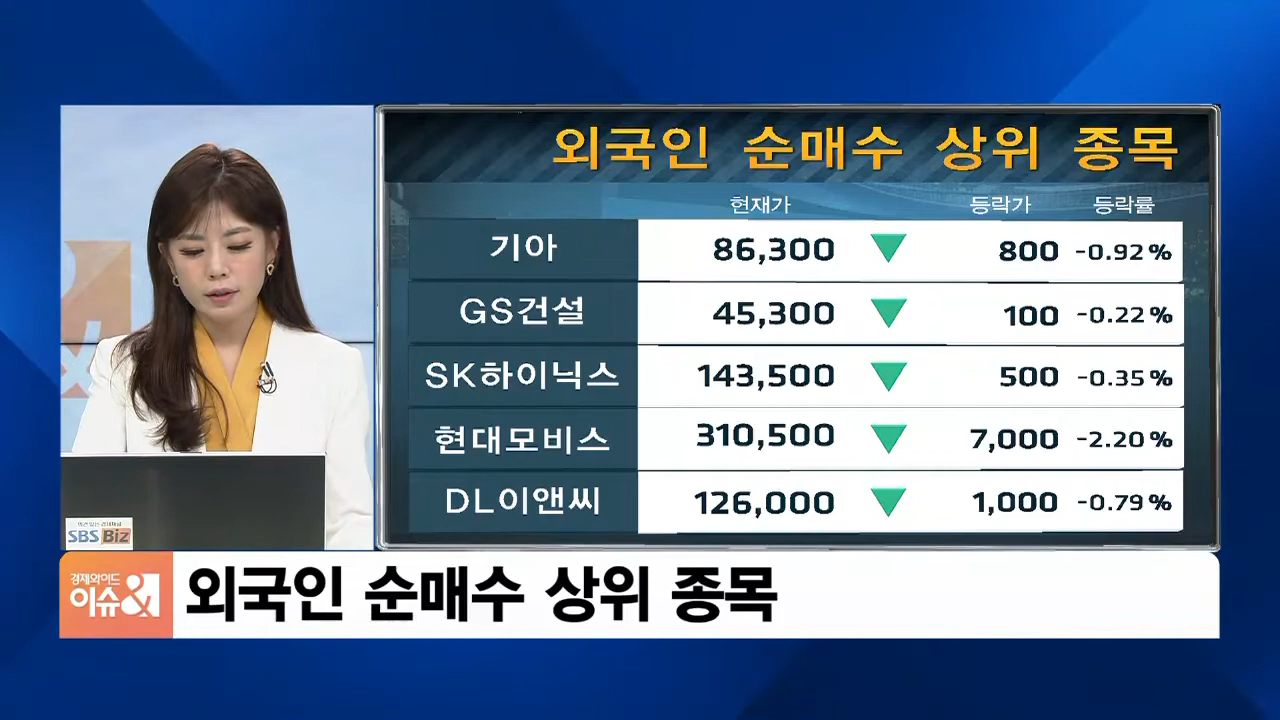 외국인 순매수 상위 종목
현재가 등락가 등락률
기아 86,300 ▼ 800 -0.92%
GS건설 45,300 ▼ 100 -0.22%
SK하이닉스 143,500 ▼ 500 -0.35%
현대모비스 310,500 ▼ 7,000 -2.20%
DL이앤씨 126,000 ▼ 1,000 -0.79%
SBS Biz
경제와이드
이슈&
외국인 순매수 상위 종목